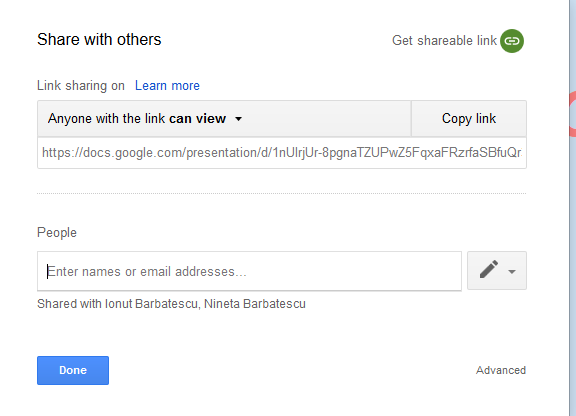 Share with others
Get shareable link
Link sharing on Learn more
Anyone with the link can view
Copy link
https://docs.google.com/presentation/d/1nUlrjUr-8pgnaTZUPwZ5FqxaFRzrfaSBfuQr
People
Enter names or email addresses...
Shared with Ionut Barbatescu, Nineta Barbatescu
Done
Advanced